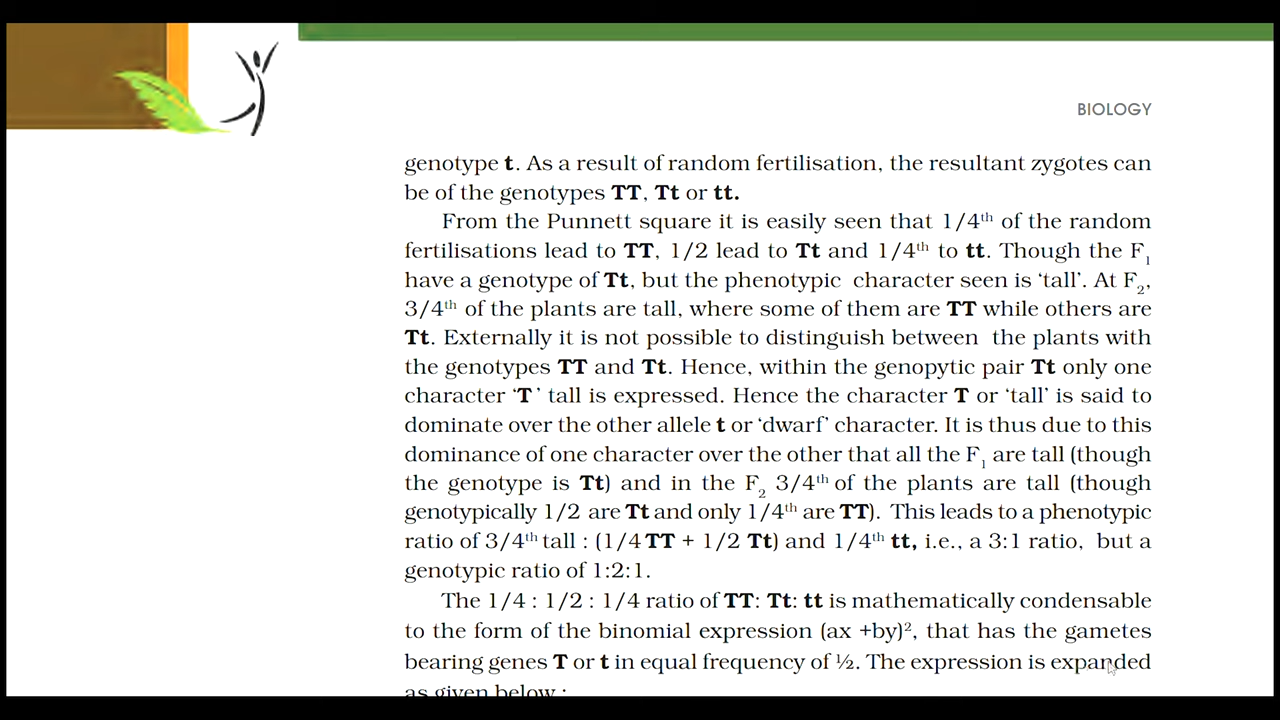 BIOLOGY
genotype t. As a result of random fertilisation, the resultant zygotes can
be of the genotypes TT, Tt or tt.
From the Punnett square it is easily seen that 1/4th of the random
fertilisations lead to TT, 1/2 lead to Tt and 1/4th to tt. Though the F1
have a genotype of Tt, but the phenotypic character seen is ‘tall’. At F2,
3/4th of the plants are tall, where some of them are TT while others are
Tt. Externally it is not possible to distinguish between the plants with
the genotypes TT and Tt. Hence, within the genopytic pair Tt only one
character ‘T’ tall is expressed. Hence the character T or ‘tall’ is said to
dominate over the other allele t or ‘dwarf’ character. It is thus due to this
dominance of one character over the other that all the F1 are tall (though
the genotype is Tt) and in the F2 3/4th of the plants are tall (though
genotypically 1/2 are Tt and only 1/4th are TT). This leads to a phenotypic
ratio of 3/4th tall : (1/4 TT + 1/2 Tt) and 1/4th tt, i.e., a 3:1 ratio, but a
genotypic ratio of 1:2:1.
The 1/4 : 1/2 : 1/4 ratio of TT: Tt: tt is mathematically condensable
to the form of the binomial expression (ax +by)², that has the gametes
bearing genes T or t in equal frequency of ½. The expression is expanded
as given below :